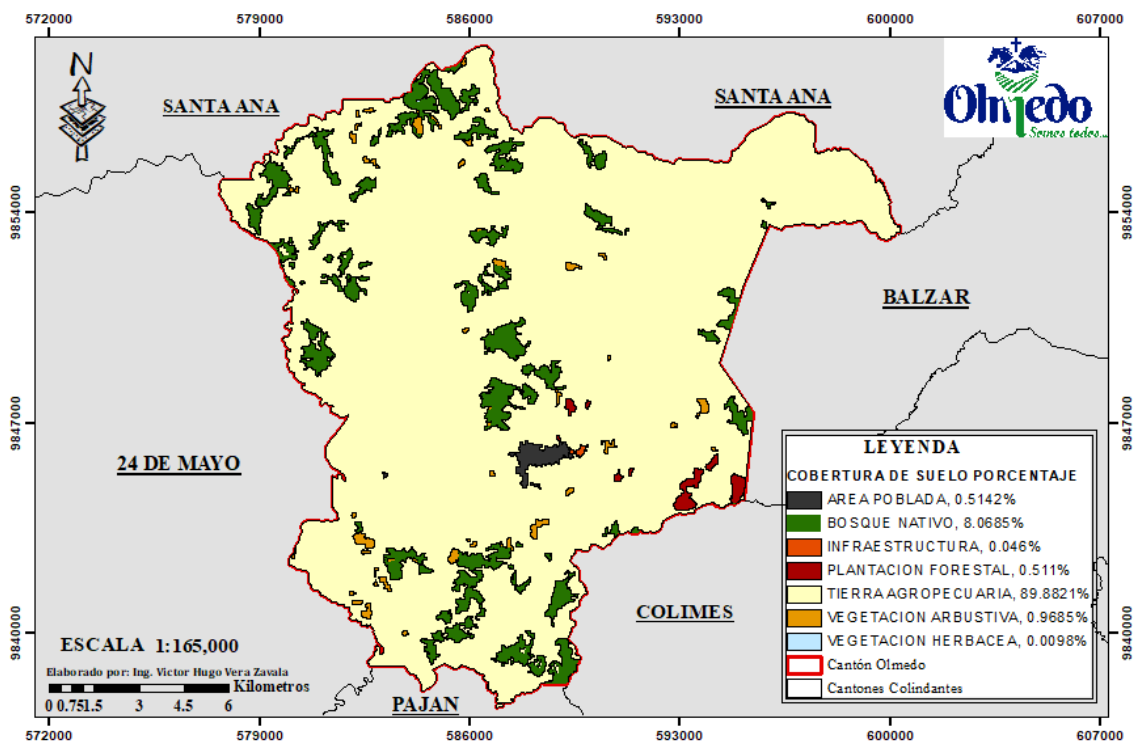 572000 579000 586000 593000 600000 607000
N
SANTA ANA
SANTA ANA
Olmedo
Somos todos...
9854000
9854000
BALZAR
9847000
9847000
24 DE MAYO
LEYENDA
COBERTURA DE SUELO PORCENTAJE
AREA POBLADA, 0.5142%
BOSQUE NATIVO, 8.0685%
INFRAESTRUCTURA, 0.046%
PLANTACION FORESTAL, 0.511%
TIERRA AGROPECUARIA, 89.8821%
VEGETACION ARBUSTIVA, 0.9685%
VEGETACION HERBACEA, 0.0098%
Cantón Olmedo
Cantones Colindantes
COLIMES
9840000
9840000
ESCALA 1:165,000
Elaborado por: Ing. Victor Hugo Vera Zavala
Kilometros
0 0.751.5 3 4.5 6
PAJAN
572000 579000 586000 593000 600000 607000